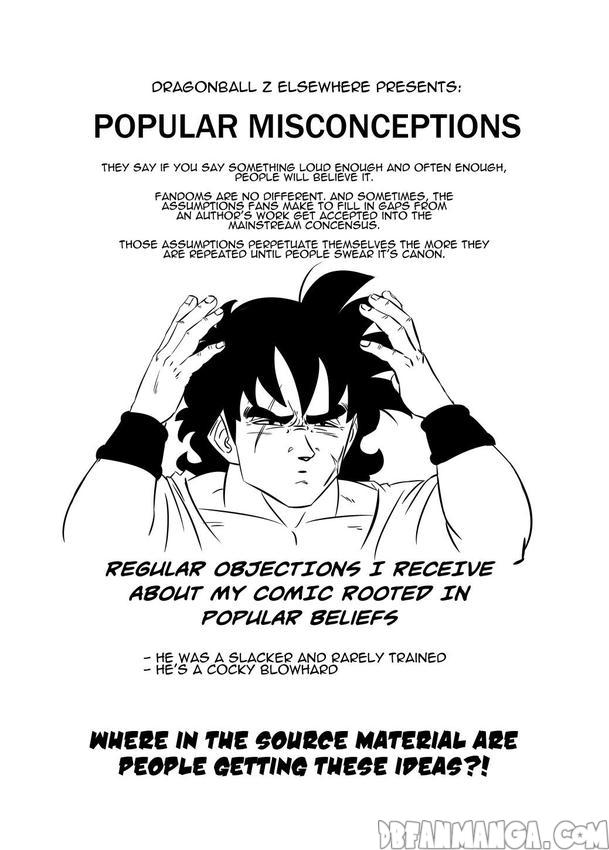 DRAGONBALL Z ELSEWHERE PRESENTS:
POPULAR MISCONCEPTIONS
THEY SAY IF YOU SAY SOMETHING LOUD ENOUGH AND OFTEN ENOUGH,
PEOPLE WILL BELIEVE IT.
FANDOMS ARE NO DIFFERENT. AND SOMETIMES, THE
ASSUMPTIONS FANS MAKE TO FILL IN GAPS FROM
AN AUTHOR'S WORK GET ACCEPTED INTO THE
MAINSTREAM CONCENSUS.
THOSE ASSUMPTIONS PERPETUATE THEMSELVES THE MORE THEY
ARE REPEATED UNTIL PEOPLE SWEAR IT'S CANON.
REGULAR OBJECTIONS I RECEIVE
ABOUT MY COMIC ROOTED IN
POPULAR BELIEFS
- HE WAS A SLACKER AND RARELY TRAINED
- HE'S A COCKY BLOWHARD
WHERE IN THE SOURCE MATERIAL ARE
PEOPLE GETTING THESE IDEAS?!
DBFANMANGA.COM